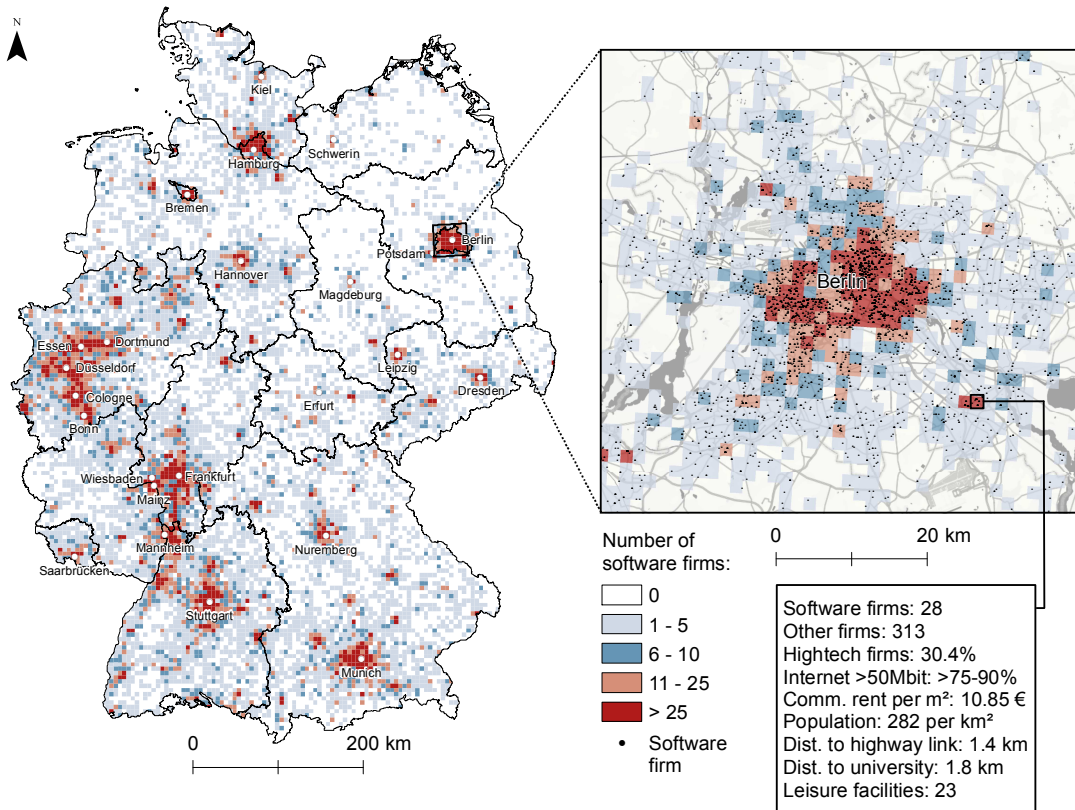 N
Kiel
Schwerin
Hamburg
Bremen
Berlin
Potsdam
Hannover
Magdeburg
Essen
Dortmund
Düsseldorf
Cologne
Bonn
Leipzig
Dresden
Erfurt
Wiesbaden
Frankfurt
Mainz
Mannheim
Nuremberg
Saarbrücken
Stuttgart
Munich
0 200 km
Berlin
0 20 km
Number of
software firms:
0
1 - 5
6 - 10
11 - 25
> 25
Software
firm
Software firms: 28
Other firms: 313
Hightech firms: 30.4%
Internet >50Mbit: >75-90%
Comm. rent per m²: 10.85 €
Population: 282 per km²
Dist. to highway link: 1.4 km
Dist. to university: 1.8 km
Leisure facilities: 23